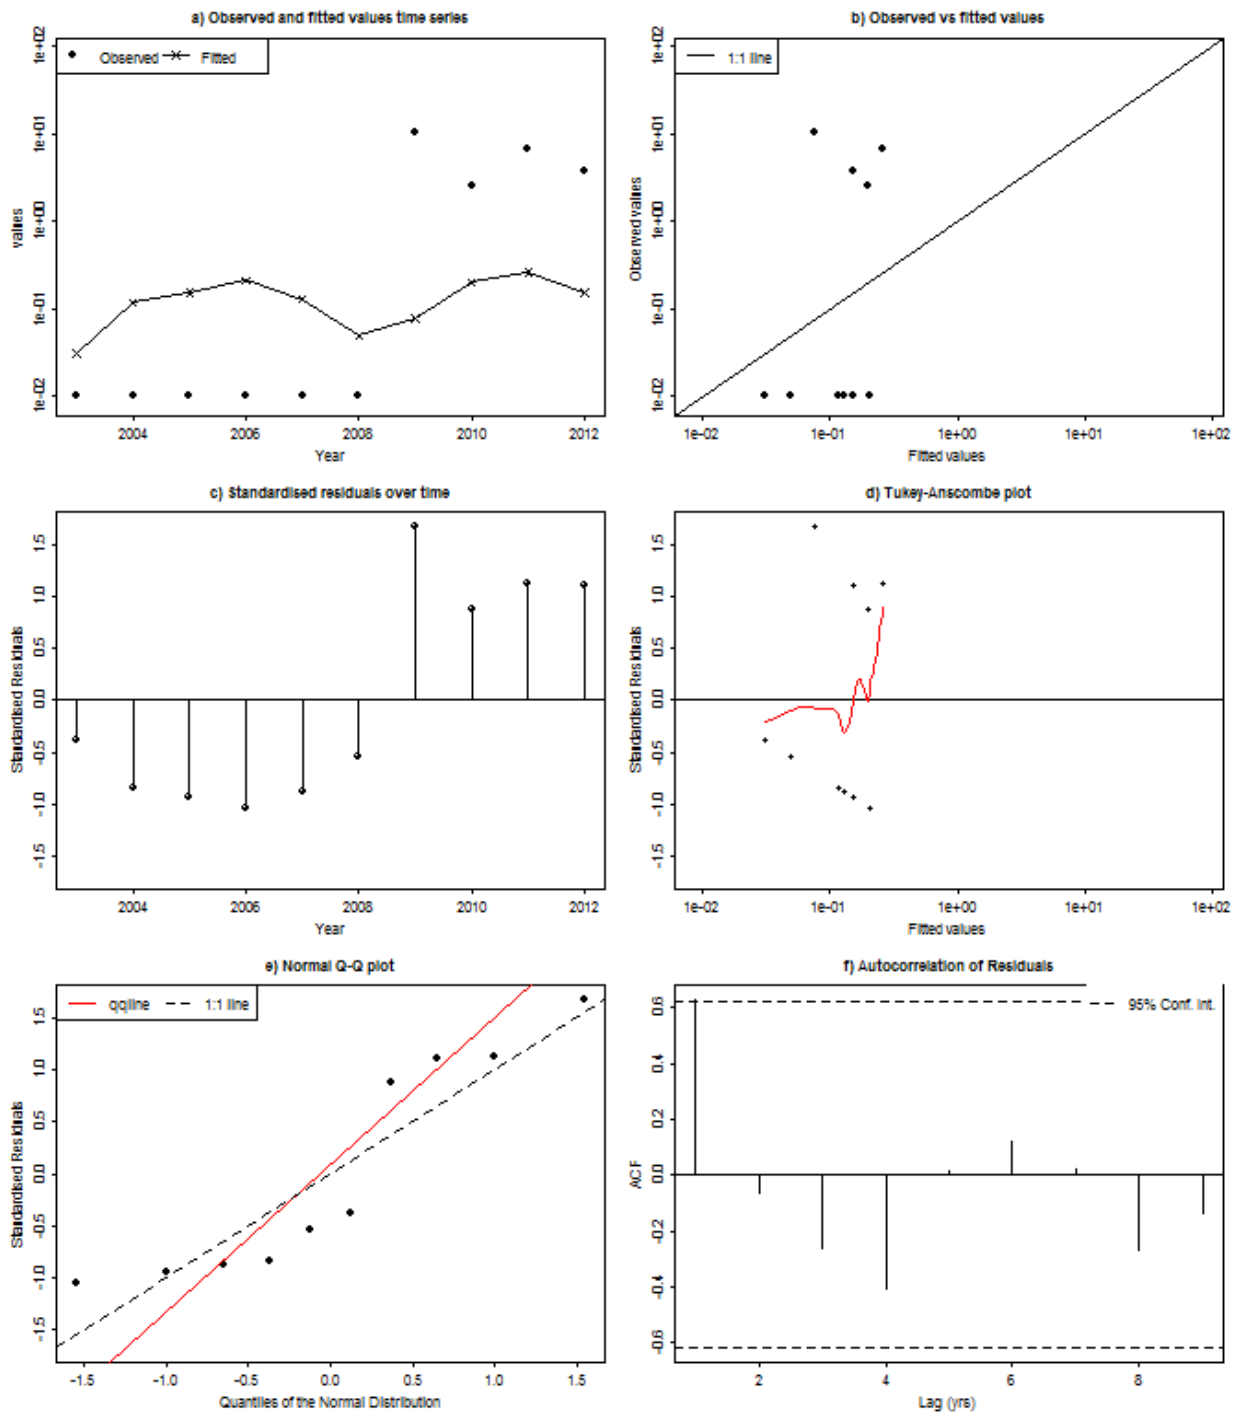 a) Observed and fitted values time series
Observed
Fitted
values
1e+02
1e+01
1e+00
1e-01
1e-02
2004
2006
2008
2010
2012
Year
b) Observed vs fitted values
1:1 line
Observed values
1e+02
1e+01
1e+00
1e-01
1e-02
1e-02
1e-01
1e+00
1e+01
1e+02
Fitted values
c) Standardised residuals over time
Standardised Residuals
1.5
1.0
0.5
0.0
-0.5
-1.0
-1.5
2004
2006
2008
2010
2012
Year
d) Tukey-Anscombe plot
Standardised Residuals
1.5
1.0
0.5
0.0
-0.5
-1.0
-1.5
1e-02
1e-01
1e+00
1e+01
1e+02
Fitted values
e) Normal Q-Q plot
qqline
1:1 line
Standardised Residuals
1.5
1.0
0.5
0.0
-0.5
-1.0
-1.5
-1.5
-1.0
-0.5
0.0
0.5
1.0
1.5
Quantiles of the Normal Distribution
f) Autocorrelation of Residuals
95% Conf. Int.
ACF
0.6
0.4
0.2
0.0
-0.2
-0.4
-0.6
2
4
6
8
Lag (yrs)